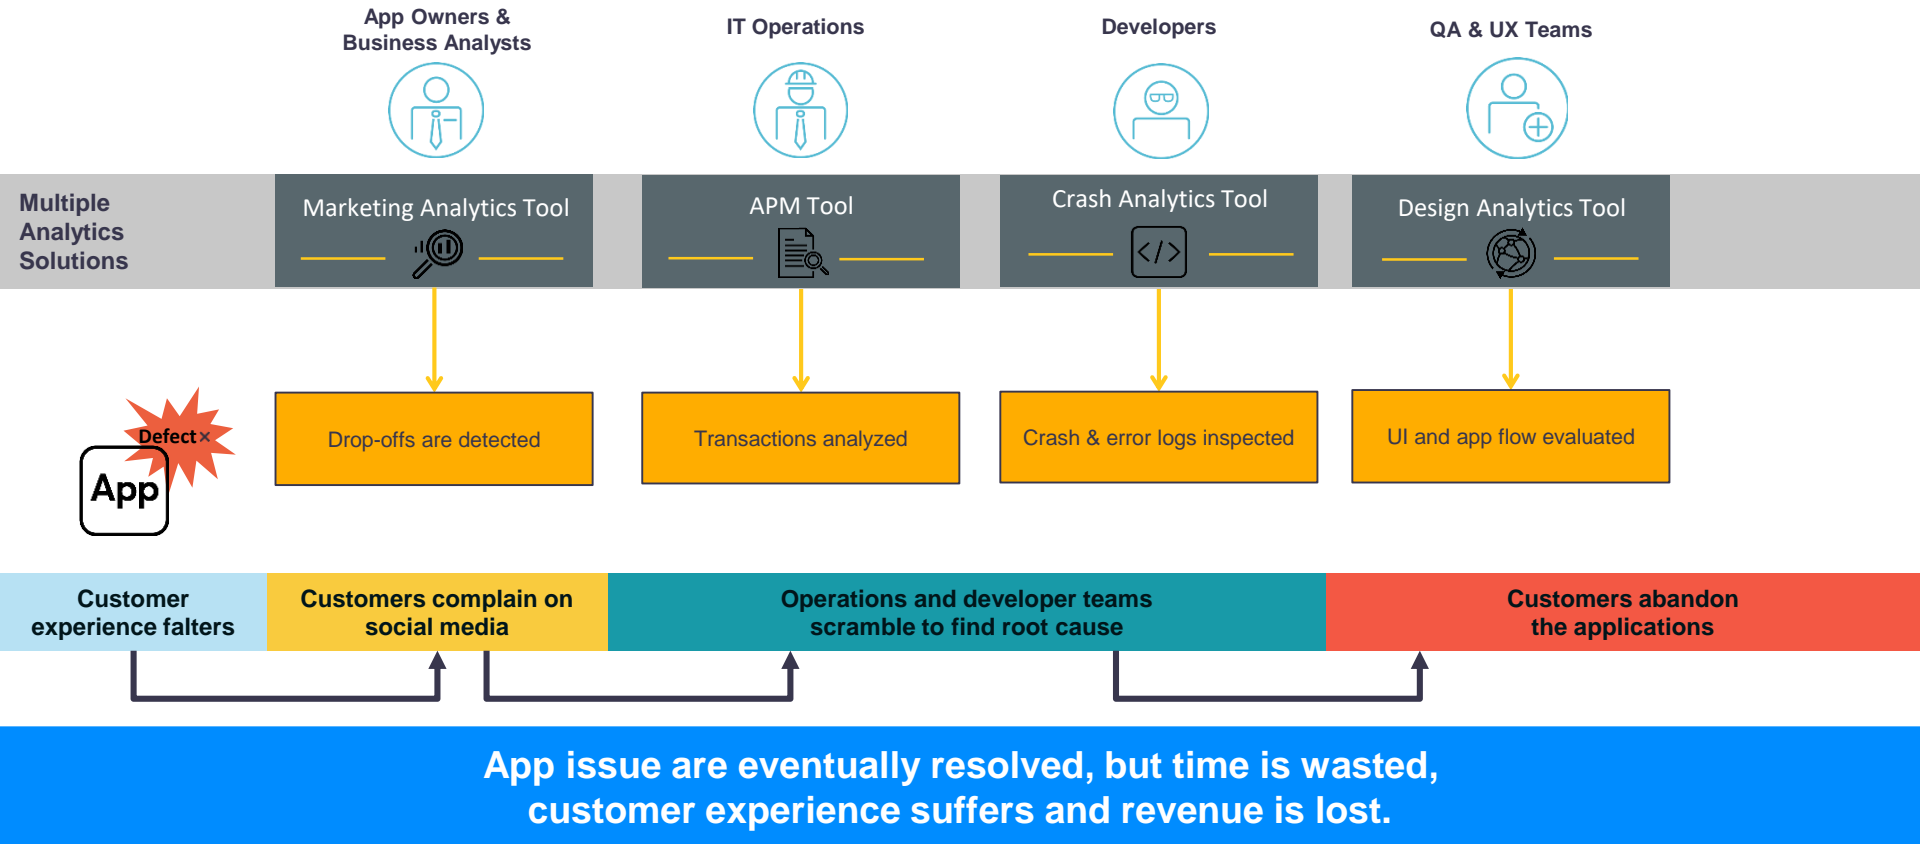 App Owners &
Business Analysts
IT Operations
Developers
QA & UX Teams
Multiple
Analytics
Solutions
Marketing Analytics Tool
APM Tool
Crash Analytics Tool
Design Analytics Tool
</>
Defect×
App
Drop-offs are detected
Transactions analyzed
Crash & error logs inspected
UI and app flow evaluated
Customer
experience falters
Customers complain on
social media
Operations and developer teams
scramble to find root cause
Customers abandon
the applications
App issue are eventually resolved, but time is wasted,
customer experience suffers and revenue is lost.